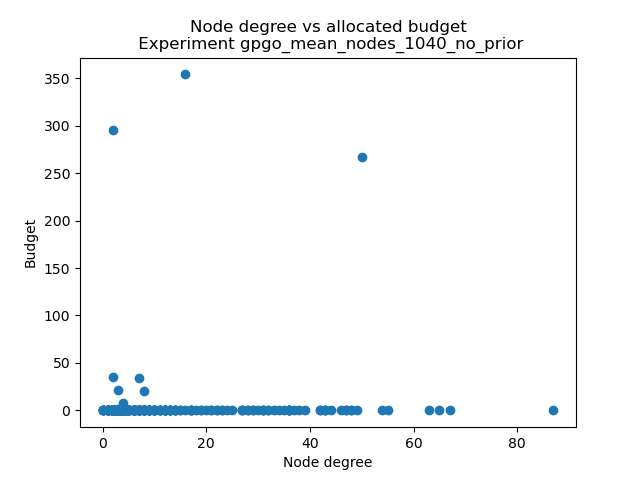 Node degree vs allocated budget
Experiment gpgo_mean_nodes_1040_no_prior
350
300
250
200
150
100
50
0
Budget
0 20 40 60 80
Node degree